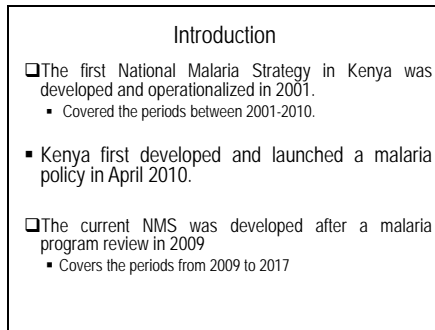 Introduction
❑The first National Malaria Strategy in Kenya was
developed and operationalized in 2001.
▪ Covered the periods between 2001-2010.
▪ Kenya first developed and launched a malaria
policy in April 2010.
❑The current NMS was developed after a malaria
program review in 2009
▪ Covers the periods from 2009 to 2017